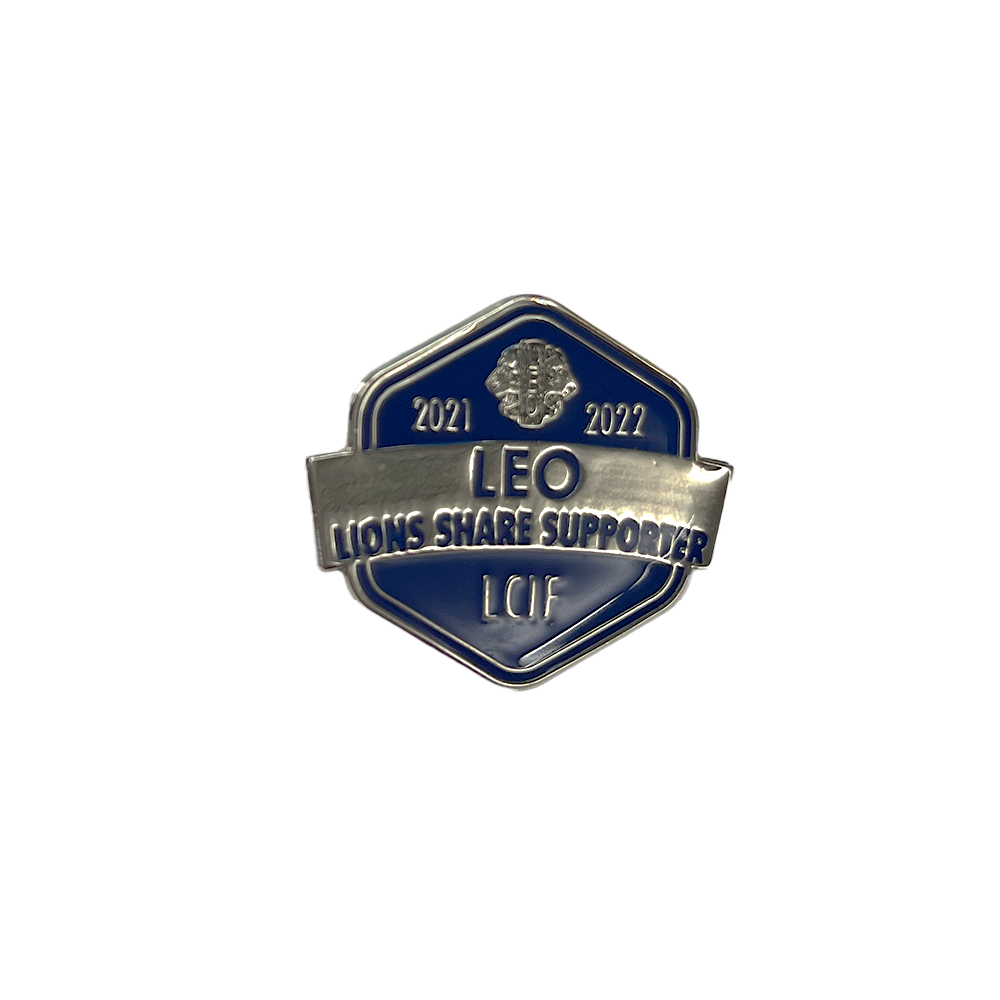 2021 2022
LEO
LIONS SHARE SUPPORTER
LCIF